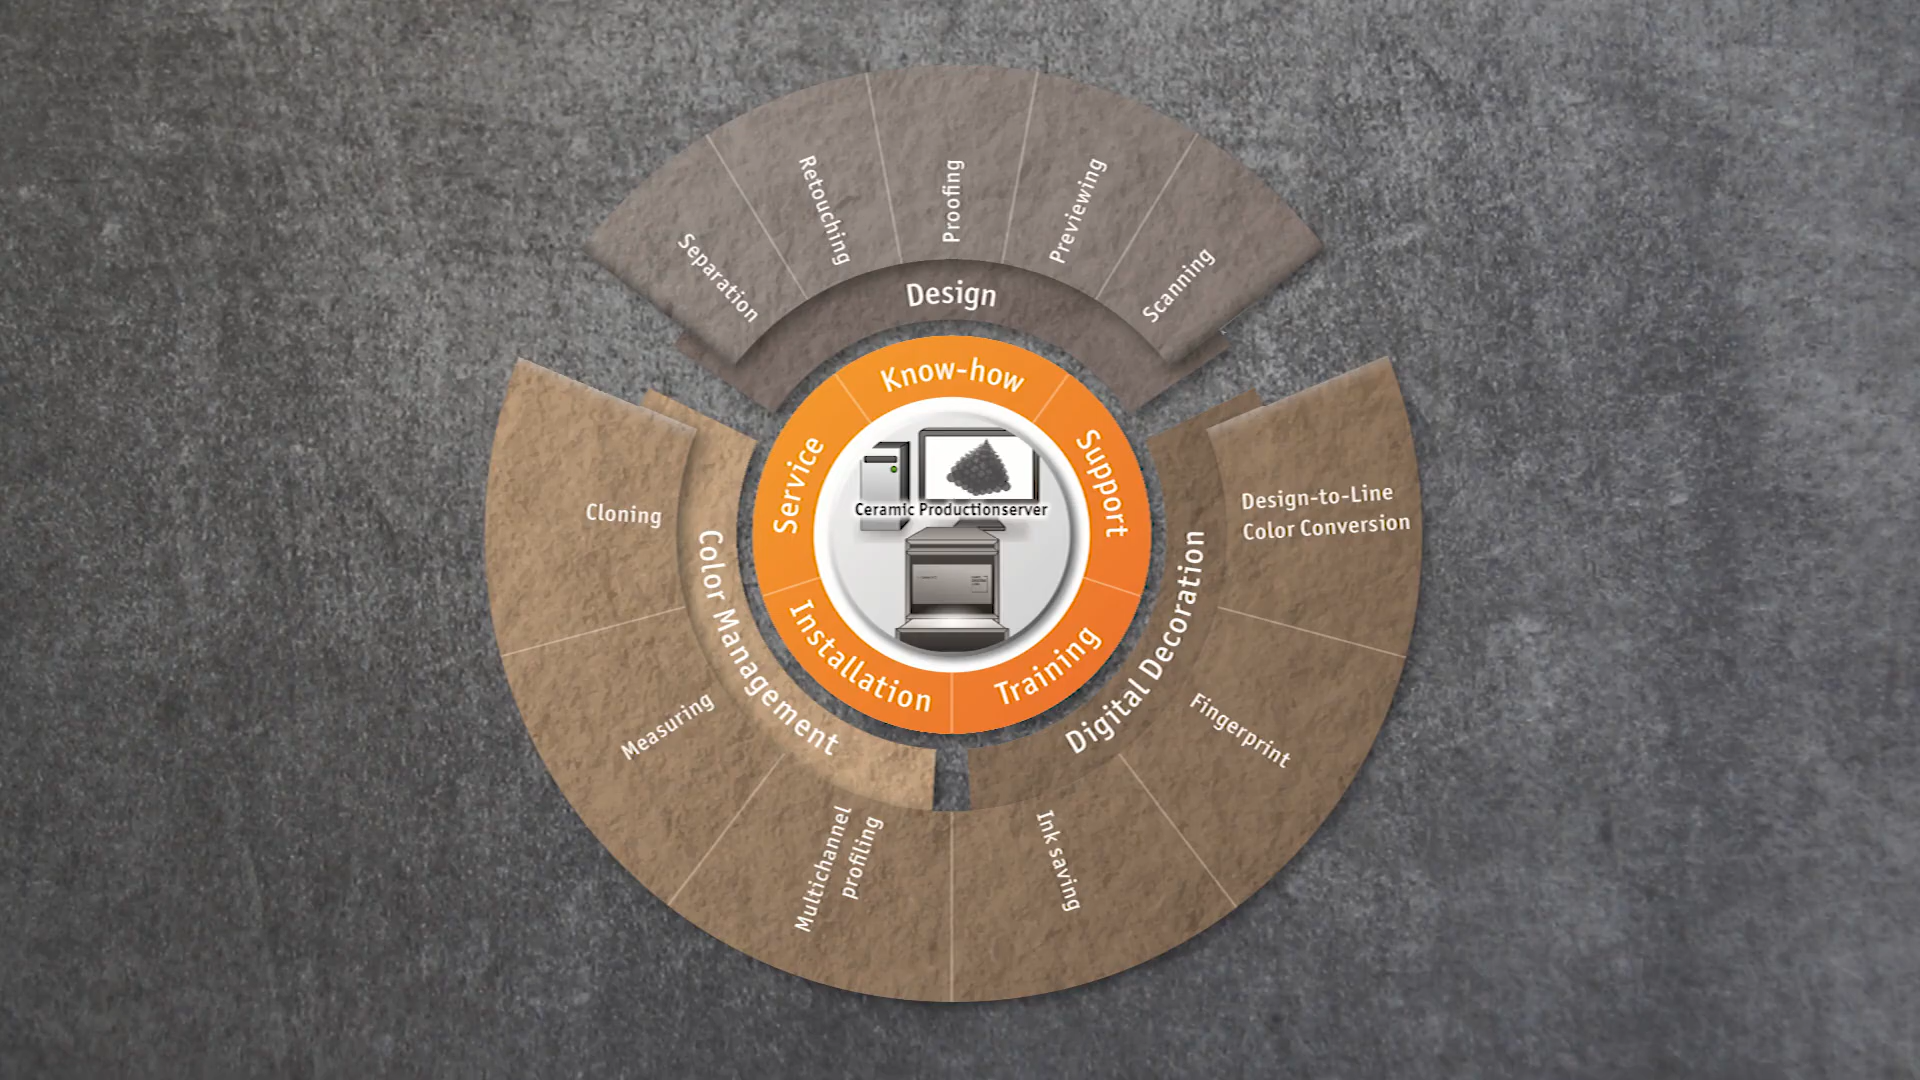 Separation
Retouching
Proofing
Previewing
Scanning
Design
Know-how
Service
Support
Installation
Training
Ceramic Productionserver
Color Management
Cloning
Measuring
Multichannel
profiling
Digital Decoration
Design-to-Line
Color Conversion
Fingerprint
Ink saving